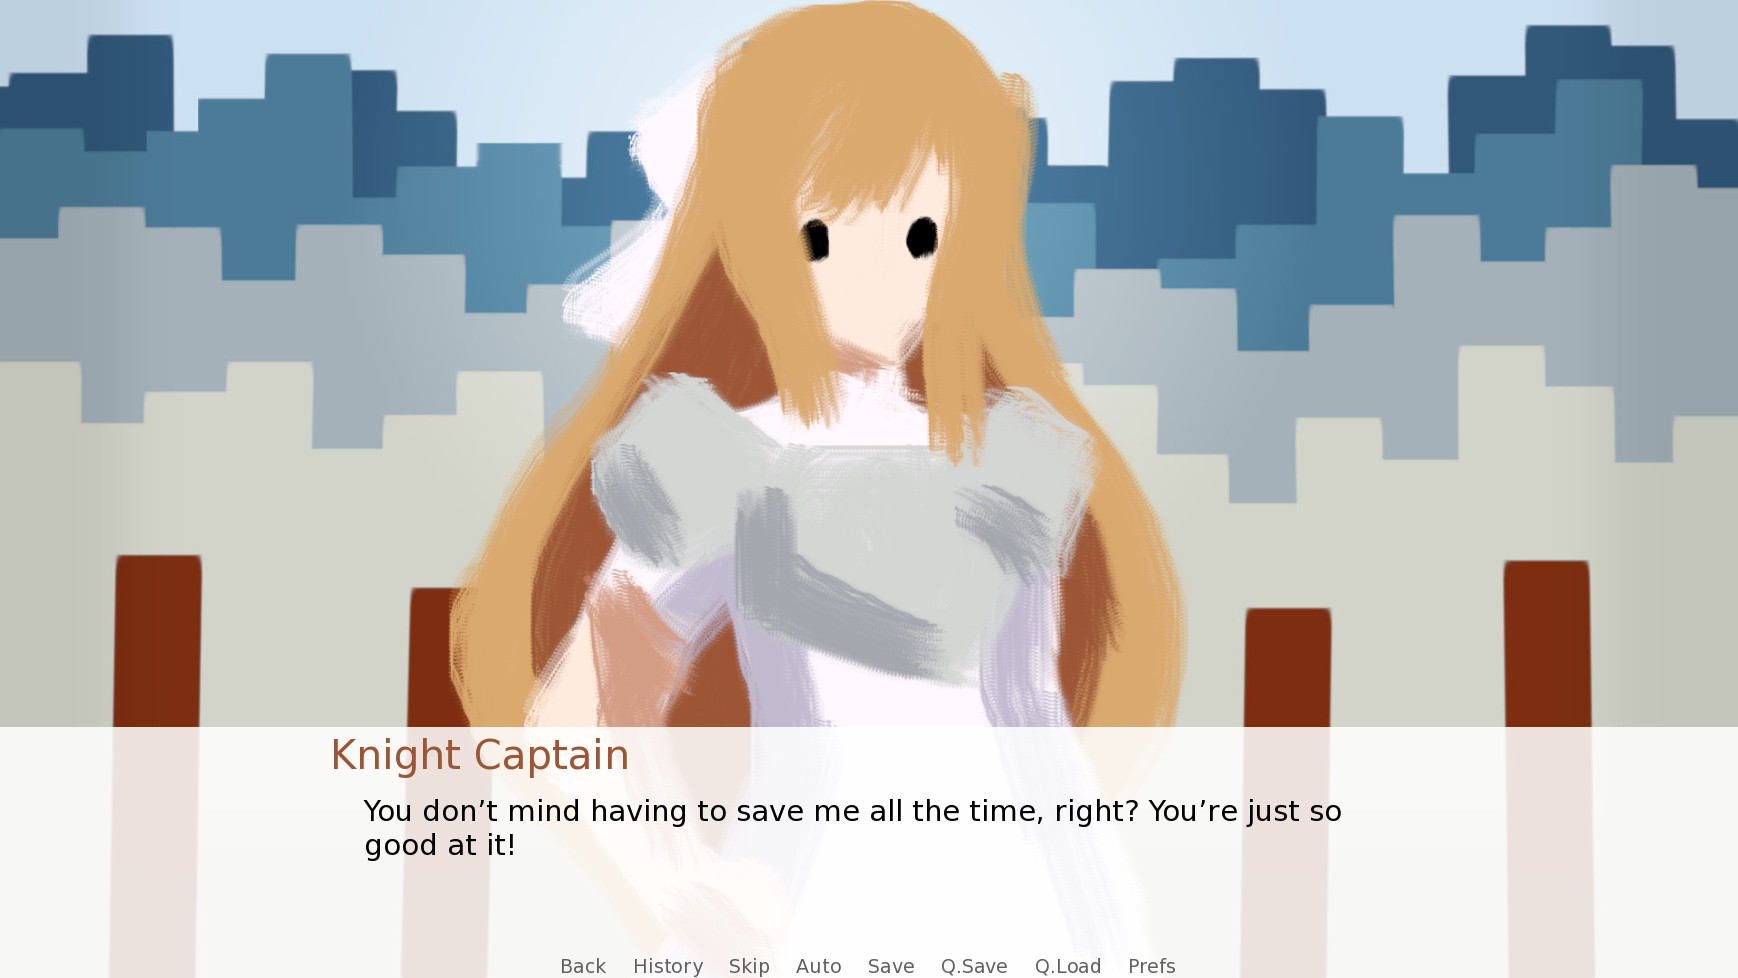 Knight Captain
You don’t mind having to save me all the time, right? You’re just so
good at it!
Back History Skip Auto Save Q.Save Q.Load Prefs